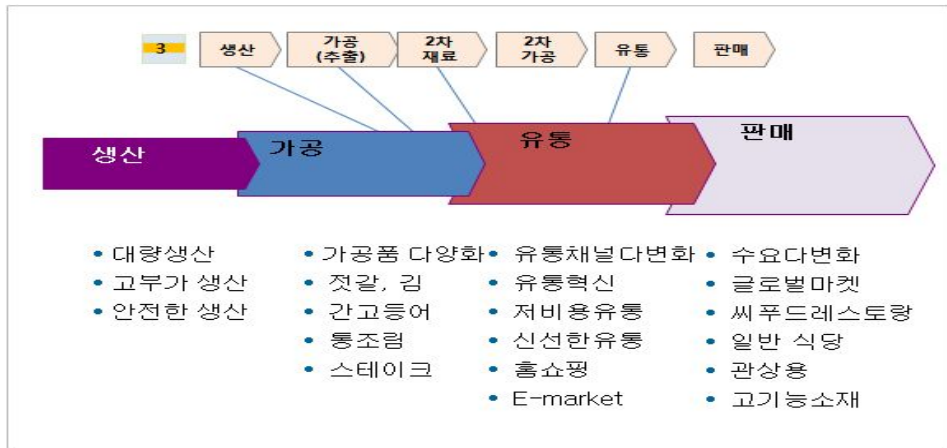 3
생산
가공
(추출)
2차
재료
2차
가공
유통
판매
생산
가공
유통
판매
• 대량생산
• 고부가 생산
• 안전한 생산
• 가공품 다양화
• 젓갈, 김
• 간고등어
• 통조림
• 스테이크
• 유통채널다변화
• 유통혁신
• 저비용유통
• 신선한유통
• 홈쇼핑
• E-market
• 수요다변화
• 글로벌마켓
• 씨푸드레스토랑
• 일반 식당
• 관상용
• 고기능소재